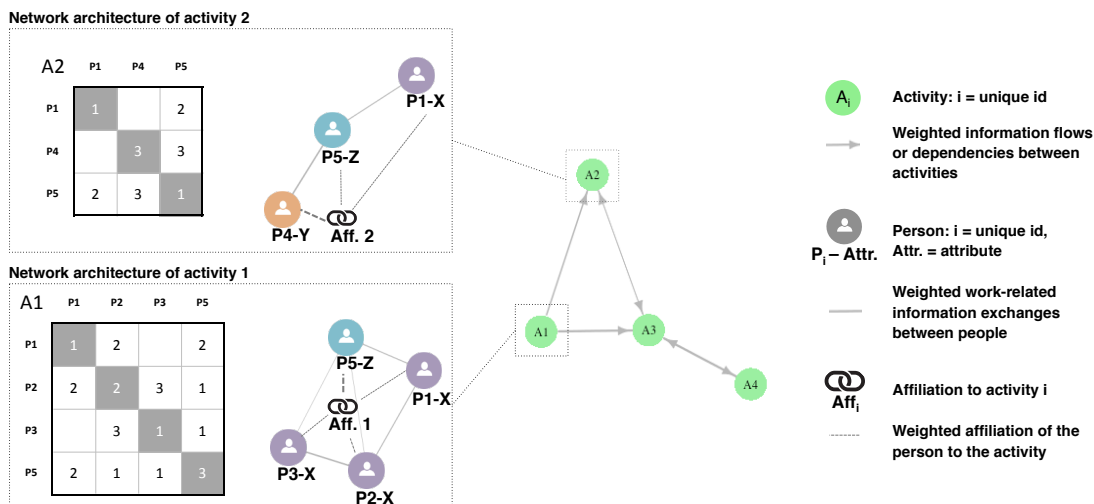 Network architecture of activity 2
A2 P1 P4 P5
P1 1 2
P4 3 3
P5 2 3 1
P1-X
P5-Z
P4-Y
Aff. 2
Network architecture of activity 1
A1 P1 P2 P3 P5
P1 1 2 2
P2 2 2 3 1
P3 3 1 1
P5 2 1 1 3
P5-Z
P1-X
Aff. 1
P3-X
P2-X
A2
A1
A3
A4
Ai
Activity: i = unique id
Weighted information flows
or dependencies between
activities
Pi – Attr.
Person: i = unique id,
Attr. = attribute
Weighted work-related
information exchanges
between people
Affi
Affiliation to activity i
Weighted affiliation of the
person to the activity